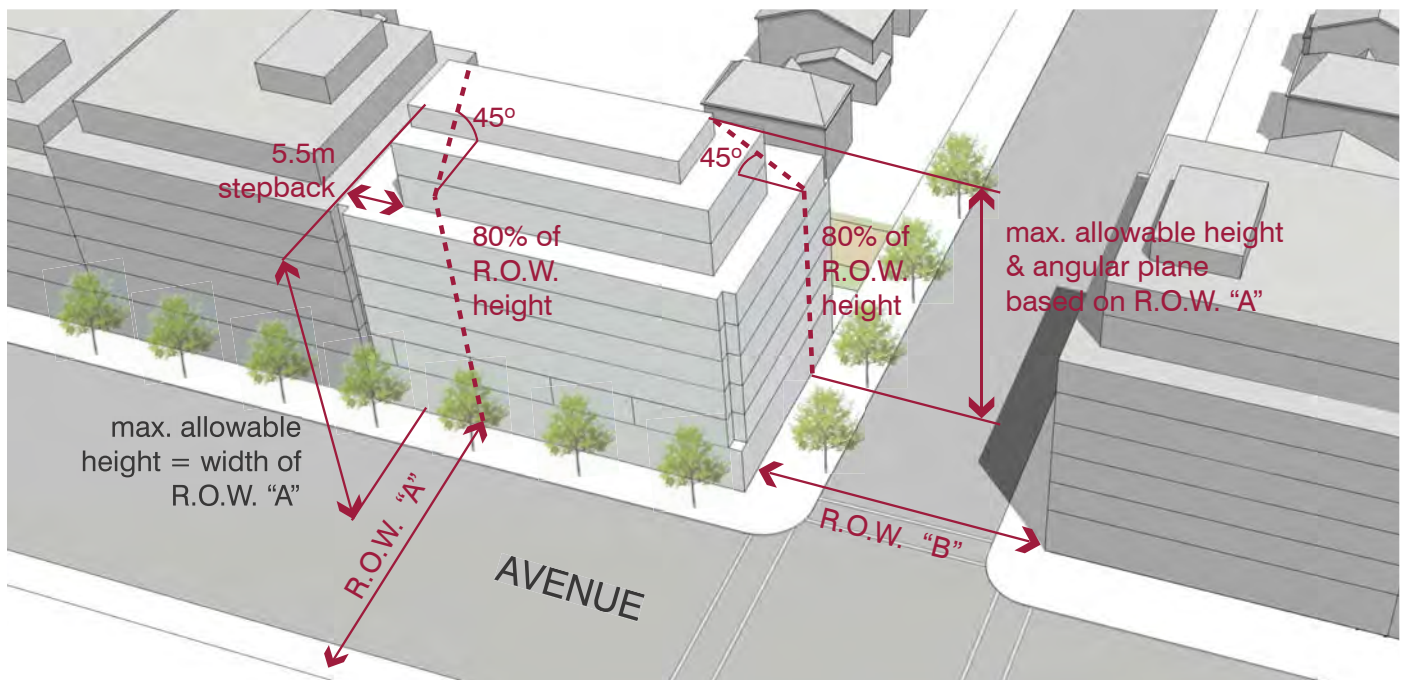 45º
5.5m
stepback
80% of
R.O.W.
height
45º
80% of
R.O.W.
height
max. allowable height
& angular plane
based on R.O.W. “A”
max. allowable
height = width of
R.O.W. “A”
R.O.W. “A”
R.O.W. “B”
AVENUE